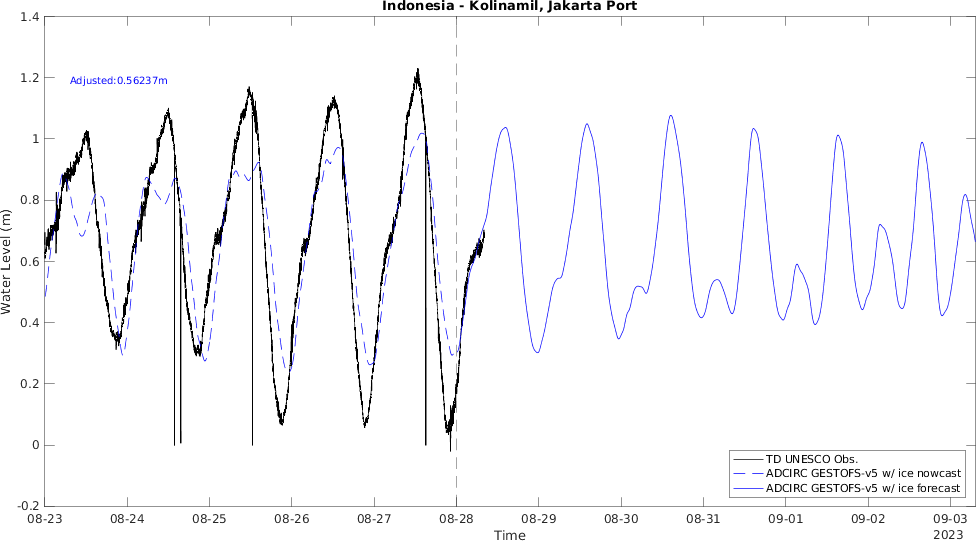 Indonesia - Kolinamil, Jakarta Port
1.4
1.2
1
0.8
0.6
0.4
0.2
0
-0.2
Water Level (m)
Adjusted:0.56237m
TD UNESCO Obs.
ADCIRC GESTOFS-v5 w/ ice nowcast
ADCIRC GESTOFS-v5 w/ ice forecast
08-23 08-24 08-25 08-26 08-27 08-28 08-29 08-30 08-31 09-01 09-02 09-03
Time
2023